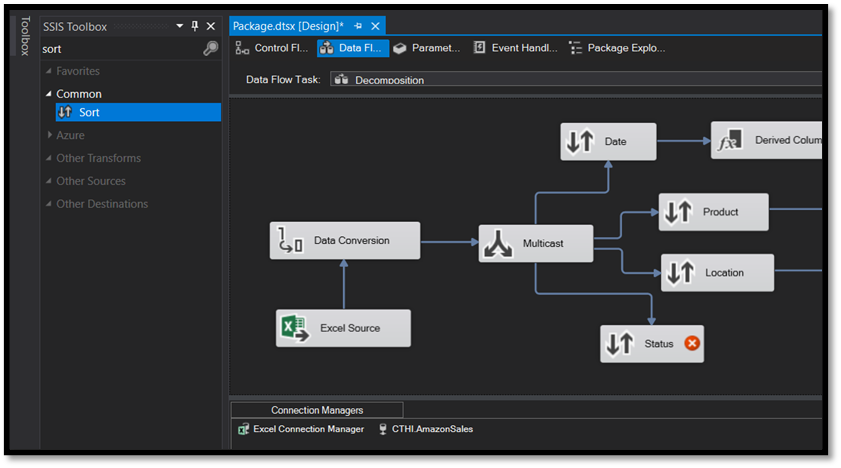 Toolbox
SSIS Toolbox
sort
Favorites
Common
Sort
Azure
Other Transforms
Other Sources
Other Destinations
Package.dtsx [Design]*
Control Fl...
Data Fl...
Paramet...
Event Handl...
Package Explo...
Data Flow Task:
Decomposition
Date
Derived Colum
Product
Data Conversion
Multicast
Location
Excel Source
Status
Connection Managers
Excel Connection Manager
CTHI.AmazonSales